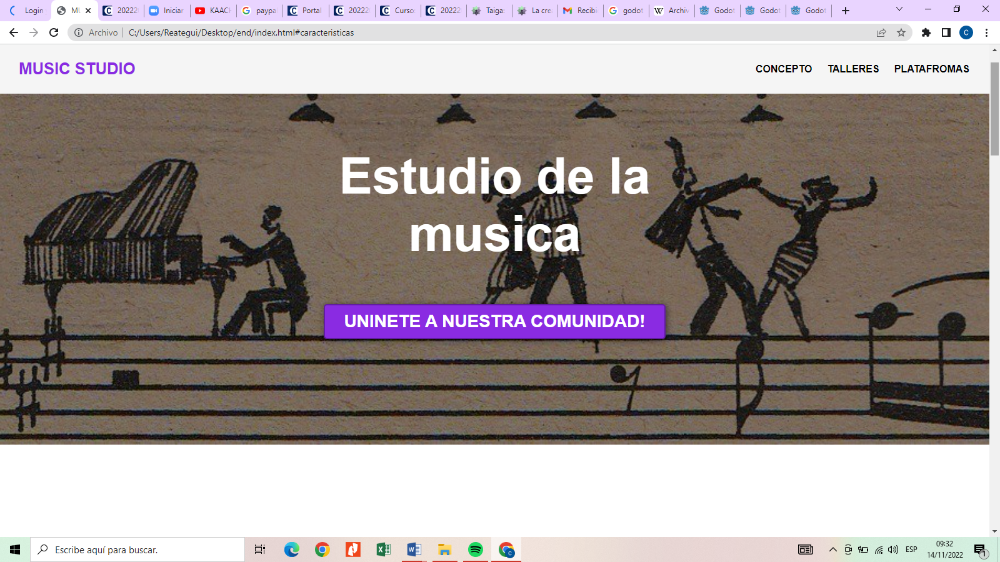 Login
MU
20222
Iniciar
KAACH
paypa
Portal
20222
Curso
20222
Taiga
La cre
Recibi
godot
Archiv
Godot
Godot
Godot
Archivo
C:/Users/Reategui/Desktop/end/index.html#caracteristicas
C
MUSIC STUDIO
CONCEPTO TALLERES PLATAFROMAS
Estudio de la
musica
UNINETE A NUESTRA COMUNIDAD!
Escribe aquí para buscar.
ESP
09:32
14/11/2022
1